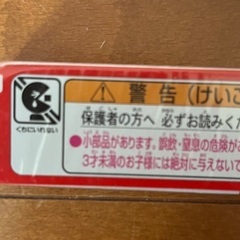 くちにいれない
⚠ 警告(けいこ
保護者の方へ 必ずお読みくだ
●小部品があります。誤飲・窒息の危険があ
3才未満のお子様には絶対に与えないで